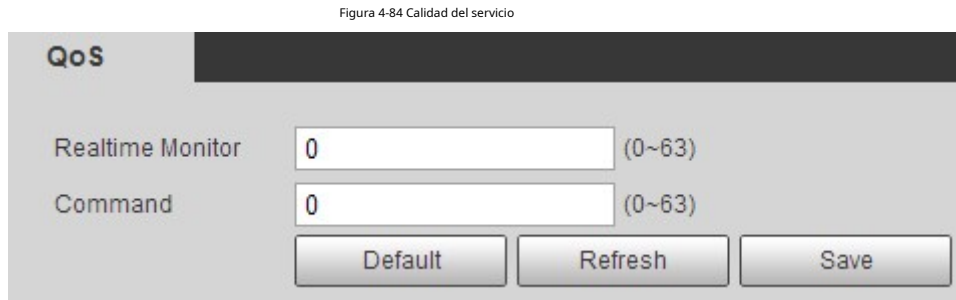 Figura 4-84 Calidad del servicio
QoS
Realtime Monitor 0 (0~63)
Command 0 (0~63)
Default Refresh Save